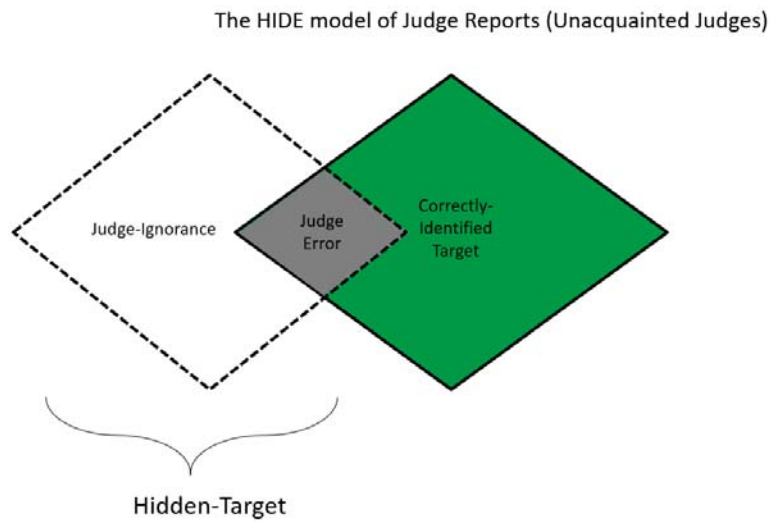 The HIDE model of Judge Reports (Unacquainted Judges)
Judge-Ignorance
Judge
Error
Correctly-
Identified
Target
Hidden-Target